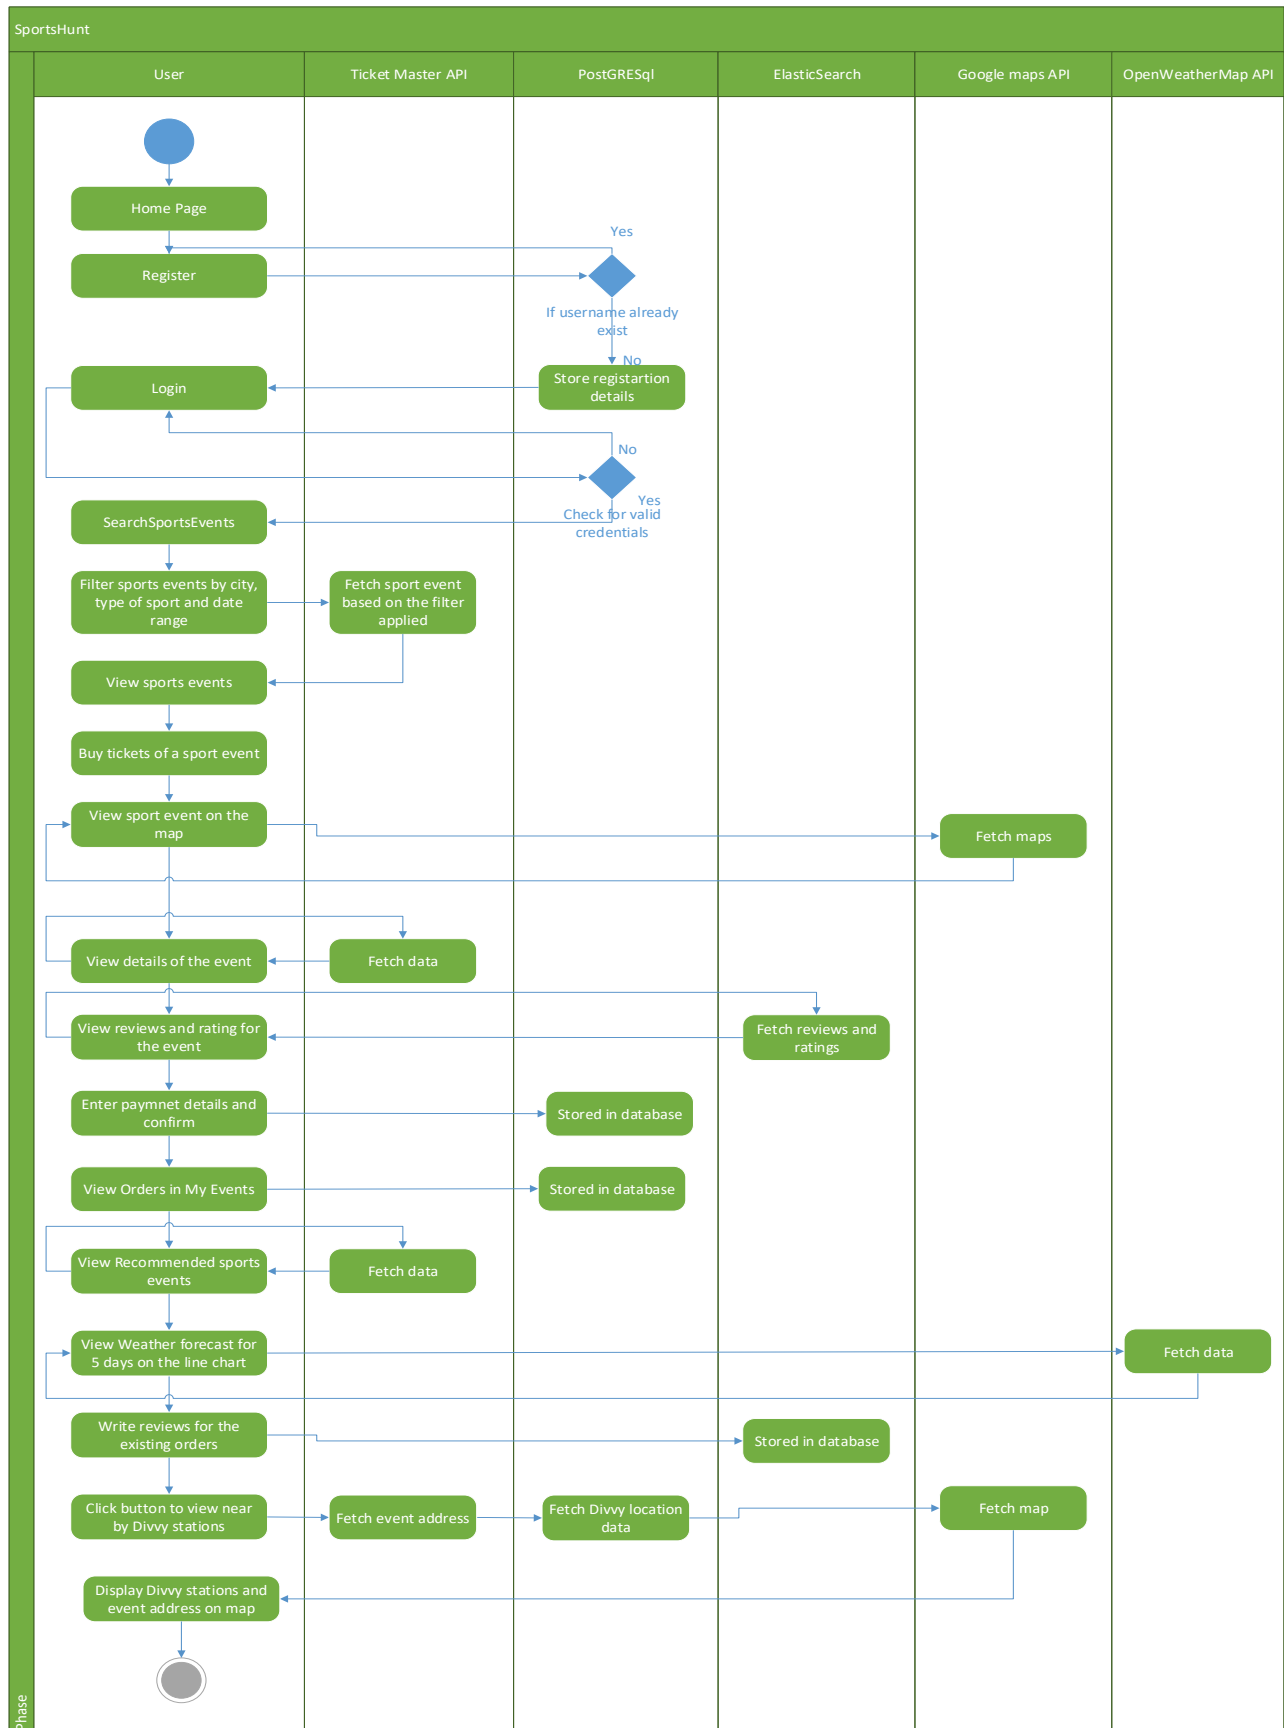 SportsHunt
User
Ticket Master API
PostGRESql
ElasticSearch
Google maps API
OpenWeatherMap API
Home Page
Yes
Register
If username already
exist
No
Login
Store registartion
details
No
Yes
SearchSportsEvents
Check for valid
credentials
Filter sports events by city,
type of sport and date
range
Fetch sport event
based on the filter
applied
View sports events
Buy tickets of a sport event
View sport event on the
map
Fetch maps
View details of the event
Fetch data
View reviews and rating for
the event
Fetch reviews and
ratings
Enter paymnet details and
confirm
Stored in database
View Orders in My Events
Stored in database
View Recommended sports
events
Fetch data
View Weather forecast for
5 days on the line chart
Fetch data
Write reviews for the
existing orders
Stored in database
Click button to view near
by Divvy stations
Fetch event address
Fetch Divvy location
data
Fetch map
Display Divvy stations and
event address on map
Phase